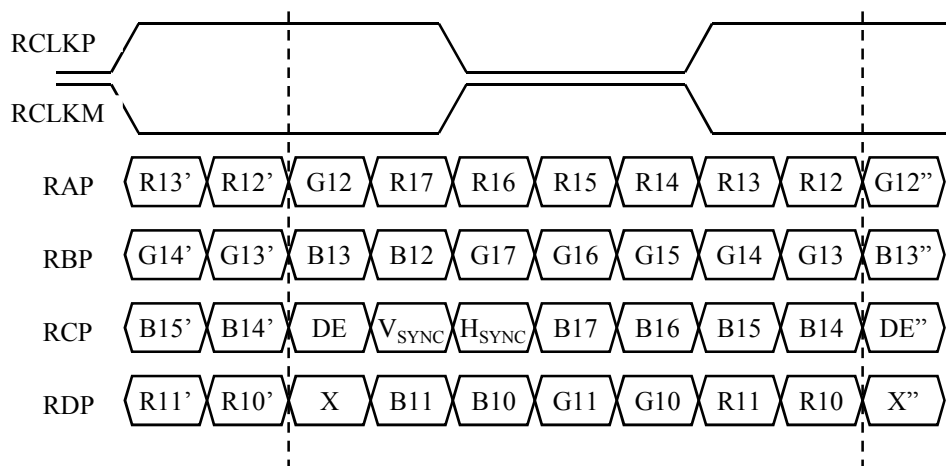 RCLKP
RCLKM
RAP R13’ R12’ G12 R17 R16 R15 R14 R13 R12 G12”
RBP G14’ G13’ B13 B12 G17 G16 G15 G14 G13 B13”
RCP B15’ B14’ DE VSYNC HSYNC B17 B16 B15 B14 DE”
RDP R11’ R10’ X B11 B10 G11 G10 R11 R10 X”